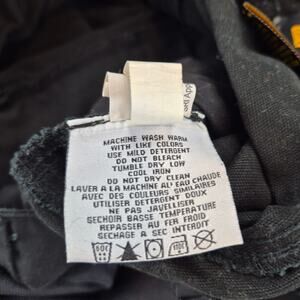 MACHINE WASH WARM
WITH LIKE COLORS
USE MILD DETERGENT
DO NOT BLEACH
TUMBLE DRY LOW
COOL IRON
DO NOT DRY CLEAN
LAVER A LA MACHINE AU EAU CHAUDE
AVEC DES COULEURS SIMILAIRES
UTILISER DETERGENT DOUX
NE PAS JAVELLISER
SECHOIR BASSE TEMPERATURE
REPASSER AU FER FROID
A SEC INTERDIT